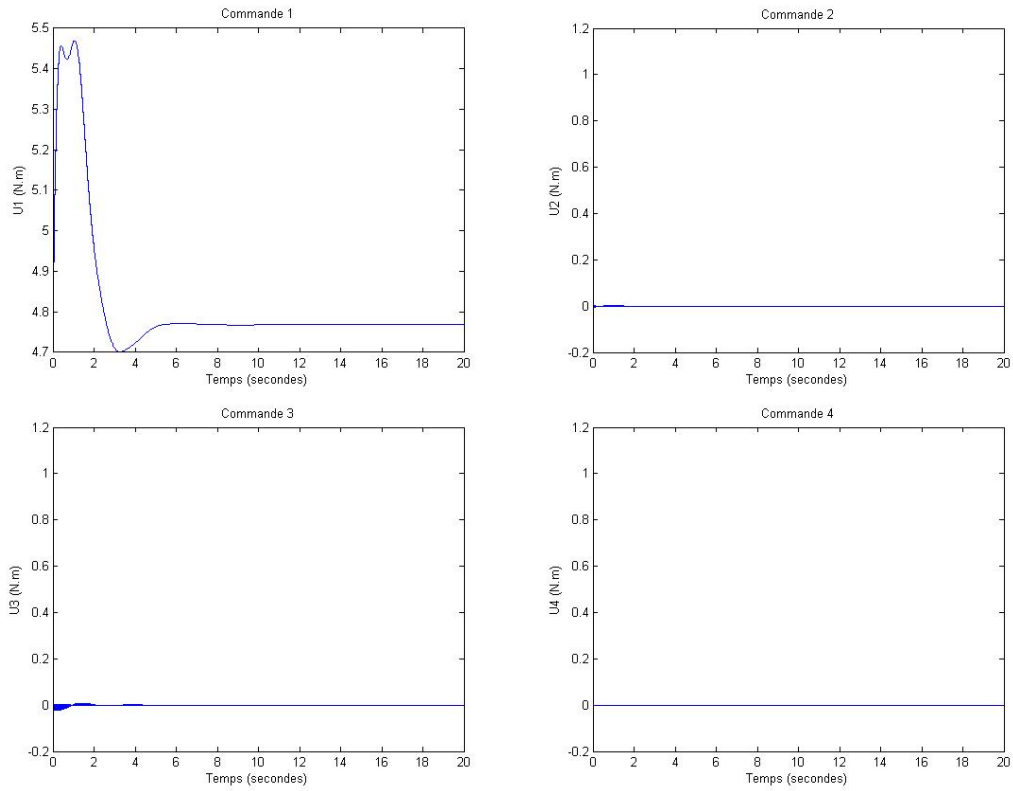 Commande 1
5.5
5.4
5.3
5.2
5.1
5
4.9
4.8
4.7
U1 (N.m)
0 2 4 6 8 10 12 14 16 18 20
Temps (secondes)
Commande 2
1.2
1
0.8
0.6
0.4
0.2
0
-0.2
U2 (N.m)
0 2 4 6 8 10 12 14 16 18 20
Temps (secondes)
Commande 3
1.2
1
0.8
0.6
0.4
0.2
0
-0.2
U3 (N.m)
0 2 4 6 8 10 12 14 16 18 20
Temps (secondes)
Commande 4
1.2
1
0.8
0.6
0.4
0.2
0
-0.2
U4 (N.m)
0 2 4 6 8 10 12 14 16 18 20
Temps (secondes)